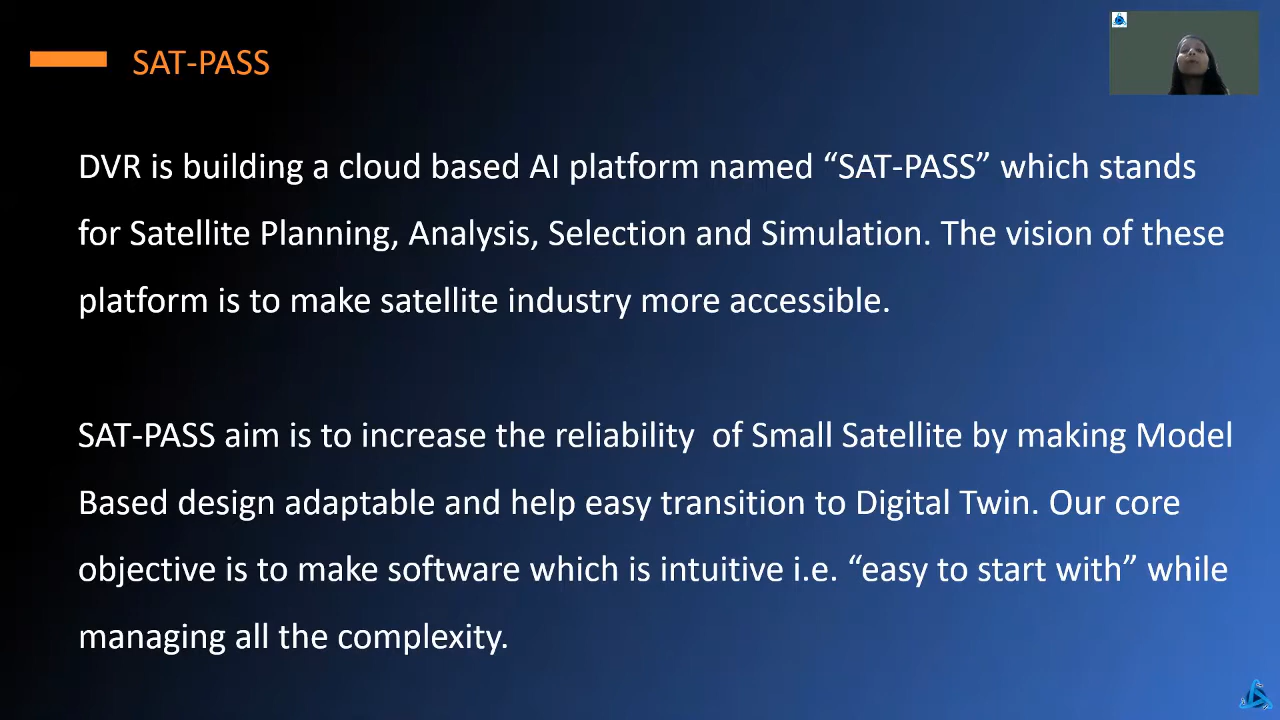 SAT-PASS
DVR is building a cloud based AI platform named “SAT-PASS” which stands
for Satellite Planning, Analysis, Selection and Simulation. The vision of these
platform is to make satellite industry more accessible.
SAT-PASS aim is to increase the reliability  of Small Satellite by making Model
Based design adaptable and help easy transition to Digital Twin. Our core
objective is to make software which is intuitive i.e. “easy to start with” while
managing all the complexity.